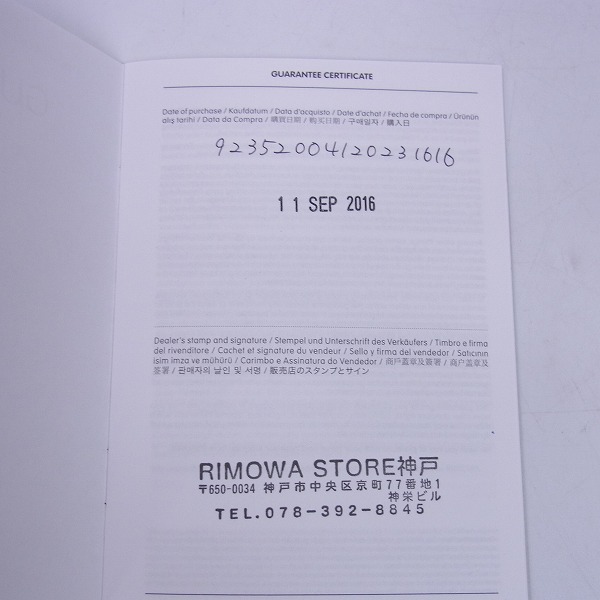 GUARANTEE CERTIFICATE
Date of purchase / Kaufdatum / Data d'acquisto / Date d'achat / Fecha de compra / Ürünün
alış tarihi / Data da Compra / 購買日期 / 购买日期 / 구매일자 / 購入日
92352004120231616
11 SEP 2016
Dealer's stamp and signature / Stempel und Unterschrift des Verkäufers / Timbro e firma
del rivenditore / Cachet et signature du vendeur / Sello y firma del vendedor / Satıcının
isim imza ve mühürü / Carimbo e Assinatura do Vendedor / 商戶蓋章及簽署 / 商户盖章及
签署 / 판매자의 날인 및 서명 / 販売店のスタンプとサイン
RIMOWA STORE神戸
〒650-0034 神戸市中央区京町77番地1
神栄ビル
TEL.078-392-8845